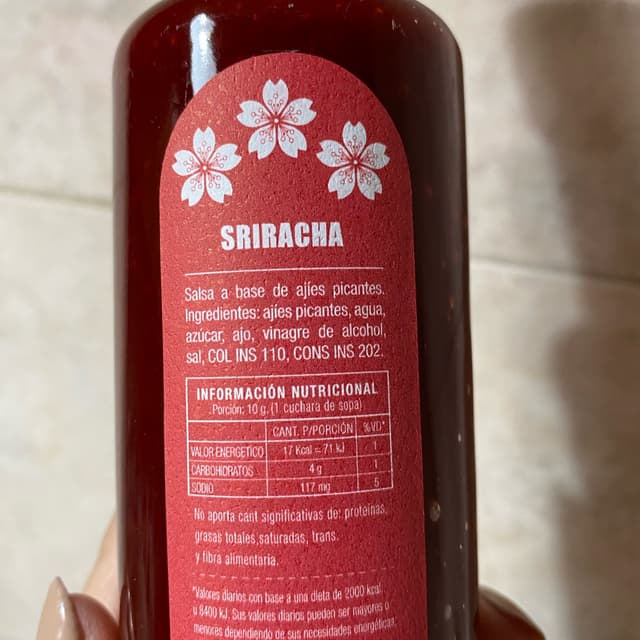 SRIRACHA
Salsa a base de ajíes picantes.
Ingredientes: ajíes picantes, agua,
azúcar, ajo, vinagre de alcohol,
sal, COL INS 110, CONS INS 202.
INFORMACIÓN NUTRICIONAL
Porción: 10 g. (1 cuchara de sopa)
CANT. P/PORCIÓN %VD*
VALOR ENERGETICO 17 Kcal = 71 kJ 1
CARBOHIDRATOS 4 g 1
SODIO 117 mg 5
No aporta cant significativas de: proteínas,
grasas totales,saturadas, trans.
y fibra alimentaria.
*Valores diarios con base a una dieta de 2000 kcal
u 8400 kJ. Sus valores diarios pueden ser mayores o
menores dependiendo de sus necesidades energéticas.